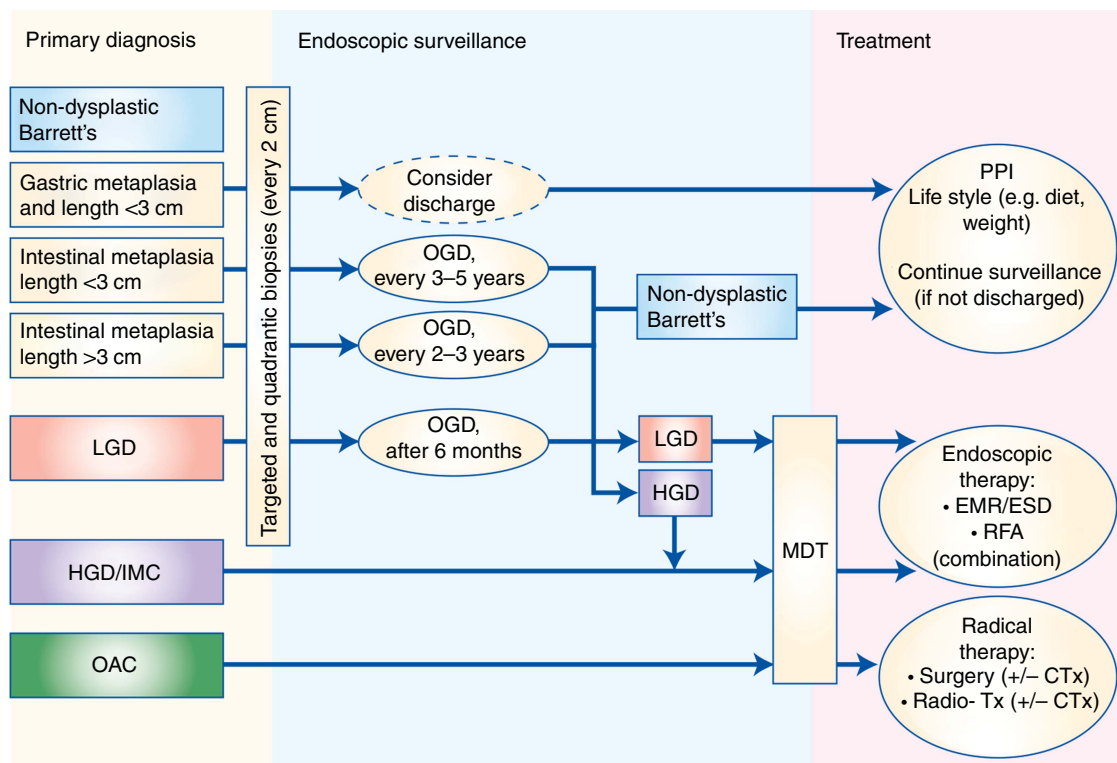 Primary diagnosis
Endoscopic surveillance
Treatment
Non-dysplastic
Barrett's
Gastric metaplasia
and length <3 cm
Intestinal metaplasia
length <3 cm
Intestinal metaplasia
length >3 cm
LGD
HGD/IMC
OAC
Targeted and quadrantic biopsies (every 2 cm)
Consider
discharge
OGD,
every 3–5 years
OGD,
every 2–3 years
OGD,
after 6 months
Non-dysplastic
Barrett's
LGD
HGD
MDT
PPI
Life style (e.g. diet,
weight)
Continue surveillance
(if not discharged)
Endoscopic
therapy:
• EMR/ESD
• RFA
(combination)
Radical
therapy:
• Surgery (+/– CTx)
• Radio- Tx (+/– CTx)